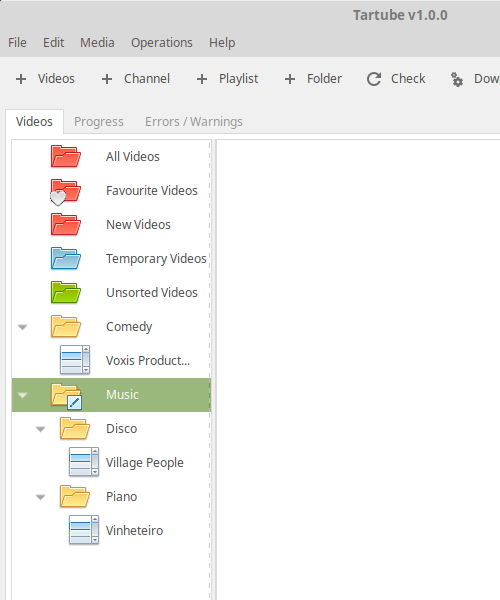 Tartube v1.0.0
File Edit Media Operations Help
Videos Channel Playlist Folder Check
Videos Progress Errors / Warnings
All Videos
Favourite Videos
New Videos
Temporary Videos
Unsorted Videos
Comedy
Voxis Product...
Music
Disco
Village People
Piano
Vinheteiro